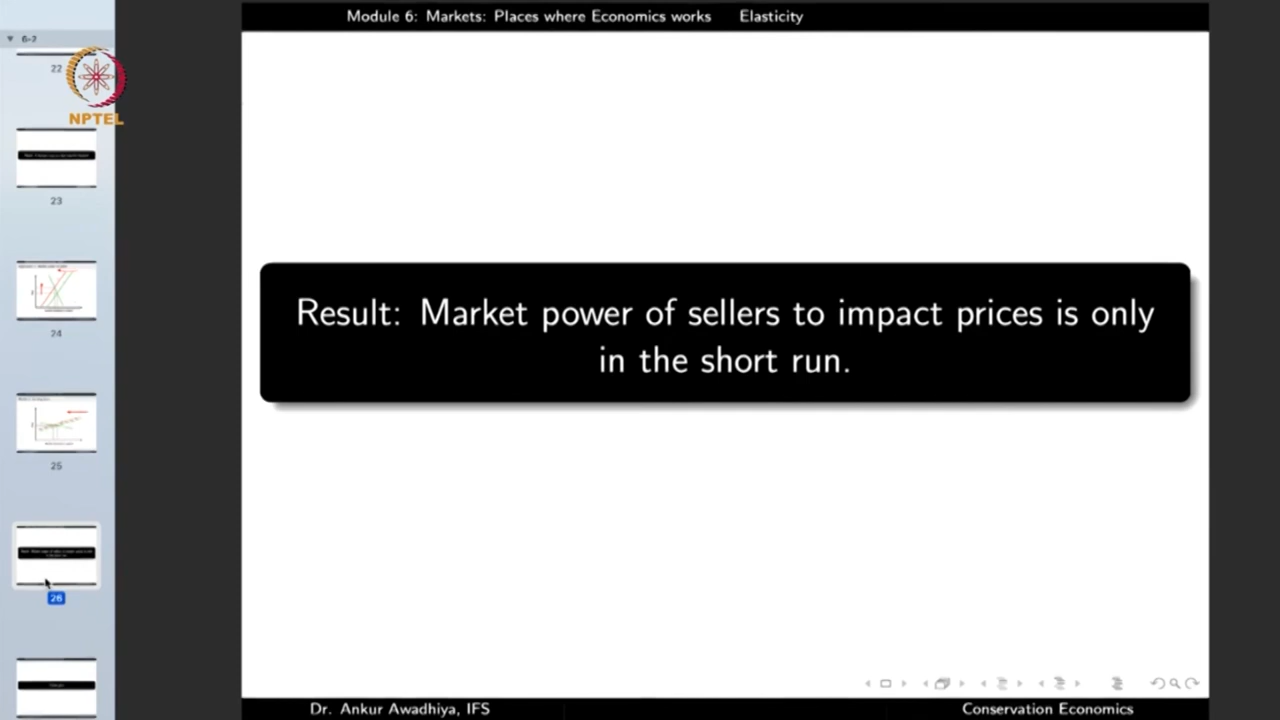 Module 6: Markets: Places where Economics works Elasticity
6-7
22
NPTEL
23
24
25
26
Result: Market power of sellers to impact prices is only
in the short run.
Dr. Ankur Awadhiya, IFS
Conservation Economics